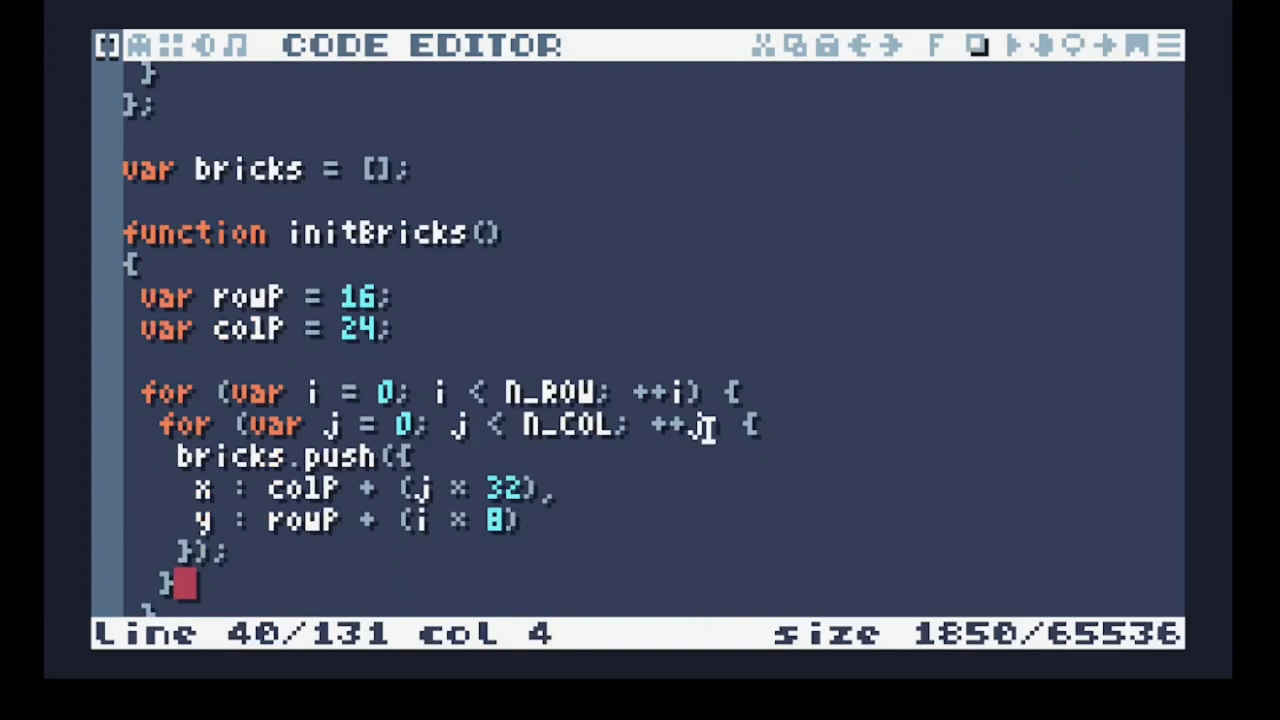 CODE EDITOR F
}
};
var bricks = [];
function initBricks()
{
var rowP = 16;
var colP = 24;
for (var i = 0; i < N_ROW; ++i) {
for (var j = 0; j < N_COL; ++j) {
bricks.push({
x : colP + (j * 32),
y : rowP + (i * 8)
});
}
}
line 40/131 col 4 size 1850/65536